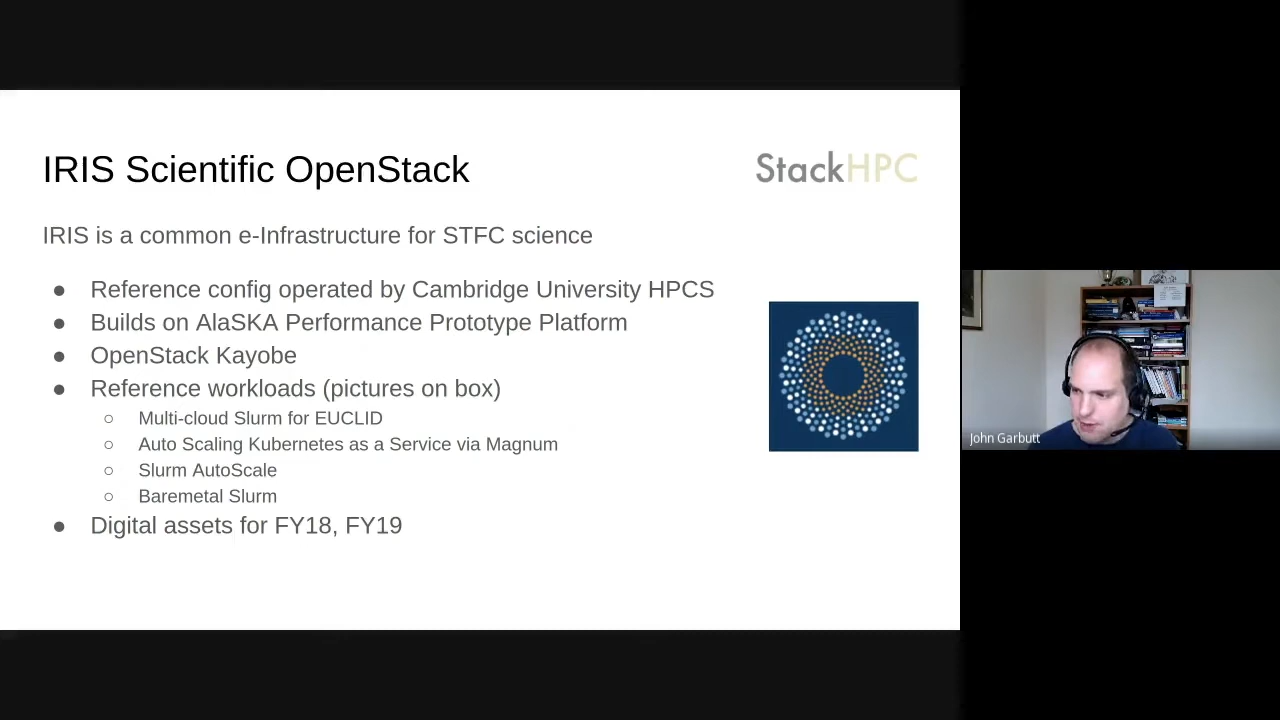 IRIS Scientific OpenStack
StackHPC
IRIS is a common e-Infrastructure for STFC science
● Reference config operated by Cambridge University HPCS
● Builds on AlaSKA Performance Prototype Platform
● OpenStack Kayobe
● Reference workloads (pictures on box)
○ Multi-cloud Slurm for EUCLID
○ Auto Scaling Kubernetes as a Service via Magnum
○ Slurm AutoScale
○ Baremetal Slurm
● Digital assets for FY18, FY19
John Garbutt